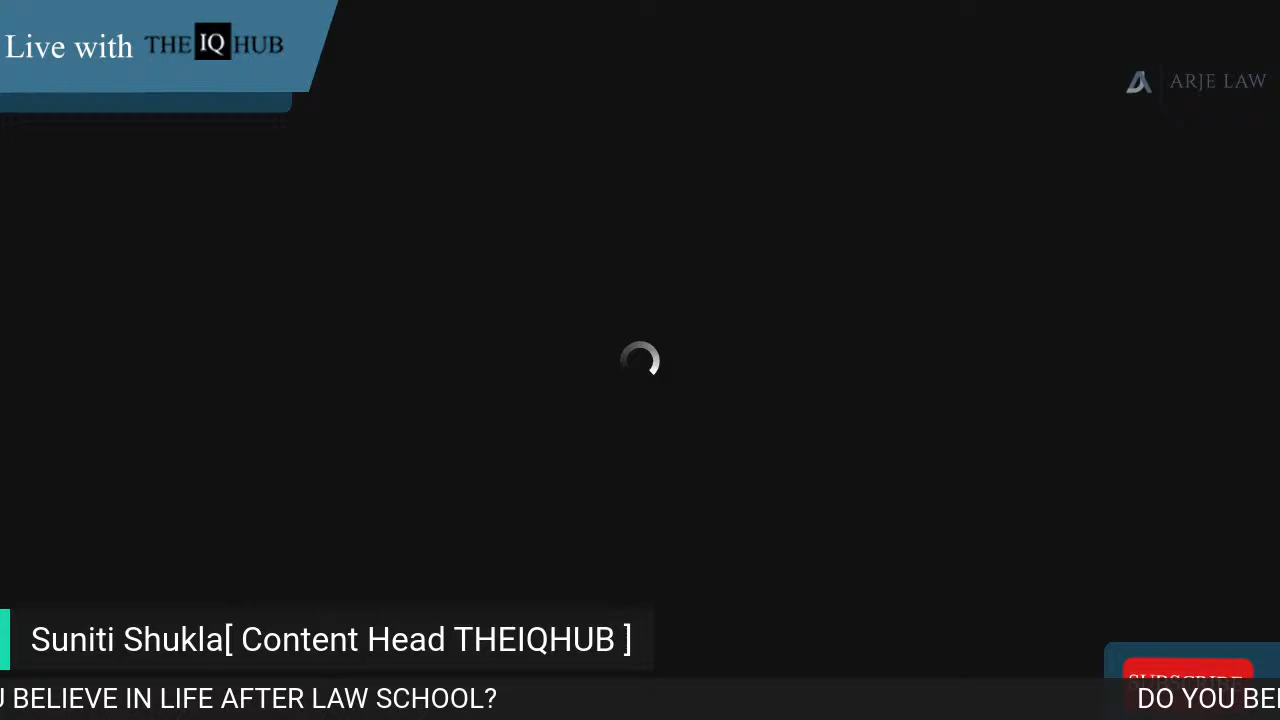 Live with THE IQ HUB
ARJE LAW
Suniti Shukla[ Content Head THEIQHUB ]
SUBSCRIBE
BELIEVE IN LIFE AFTER LAW SCHOOL?
DO YOU